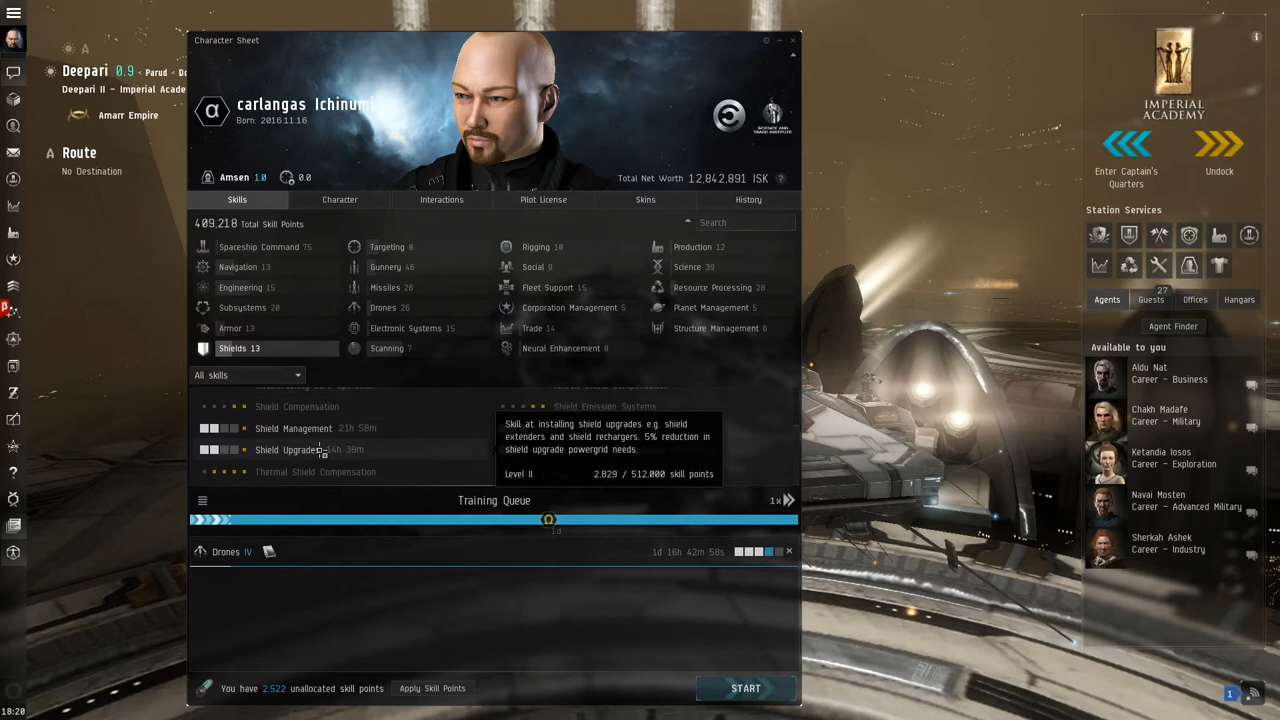 Character Sheet
carlangas Ichinumi
Born: 2016.11.16
Amsen 1.0
0.0
Total Net Worth 12,842,891 ISK ?
Skills
Character
Interactions
Pilot License
Skins
History
409,218 Total Skill Points
Search
Spaceship Command 75
Targeting 8
Rigging 10
Production 12
Navigation 13
Gunnery 46
Social 9
Science 39
Engineering 15
Missiles 26
Fleet Support 15
Resource Processing 28
Subsystems 20
Drones 26
Corporation Management 5
Planet Management 5
Armor 13
Electronic Systems 15
Trade 14
Structure Management 6
Shields 13
Scanning 7
Neural Enhancement 8
All skills
Shield Compensation
Shield Emission Systems
Shield Management 21h 58m
Shield Upgrades 14h 39m
Thermal Shield Compensation
Skill at installing shield upgrades e.g. shield
extenders and shield rechargers. 5% reduction in
shield upgrade powergrid needs.
Level II
2,829 / 512,000 skill points
Training Queue
1x
1d
Drones IV
1d 16h 42m 58s
You have 2,522 unallocated skill points
Apply Skill Points
START
A
Deepari 0.9 < Parud < Do
Deepari II - Imperial Acade
Amarr Empire
A Route
No Destination
18:20
IMPERIAL
ACADEMY
Enter Captain's
Quarters
Undock
Station Services
27
Agents
Guests
Offices
Hangars
Agent Finder
Available to you
Aldu Nat
Career - Business
Chakh Madafe
Career - Military
Ketandia Iosos
Career - Exploration
Navai Mosten
Career - Advanced Military
Sherkah Ashek
Career - Industry
1